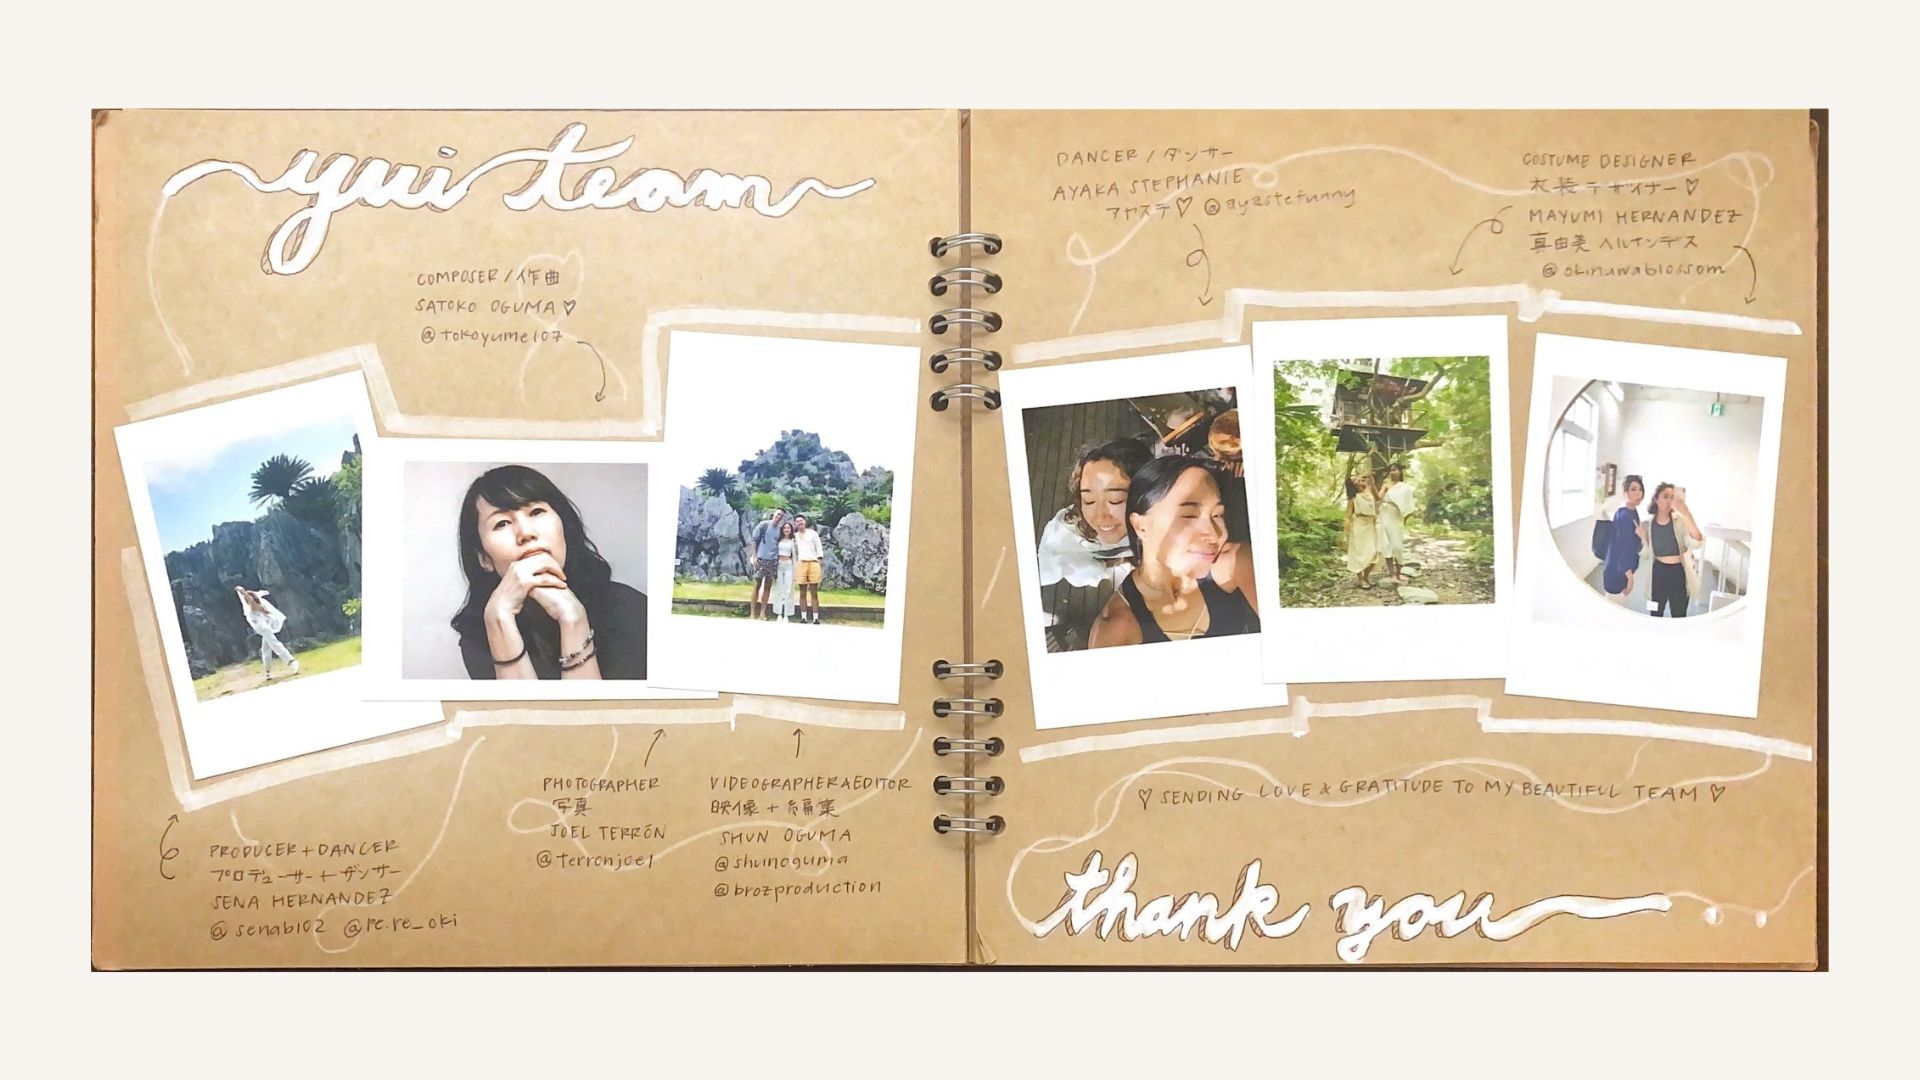 yui team
COMPOSER / 作曲
SATOKO OGUMA ♡
@tokoyume107
PHOTOGRAPHER
写真
JOEL TERRÓN
@terronjoel
VIDEOGRAPHER & EDITOR
映像 + 編集
SHUN OGUMA
@shunoguma
@brozproduction
PRODUCER + DANCER
プロデューサー + ダンサー
SENA HERNANDEZ
@senab102 @re.re_oki
DANCER / ダンサー
AYAKA STEPHANIE
アヤステ♡ @ayastefunny
COSTUME DESIGNER
衣装デザイナー♡
MAYUMI HERNANDEZ
真由美 ヘルナンデス
@okinawablossom
♡ SENDING LOVE & GRATITUDE TO MY BEAUTIFUL TEAM ♡
thank you